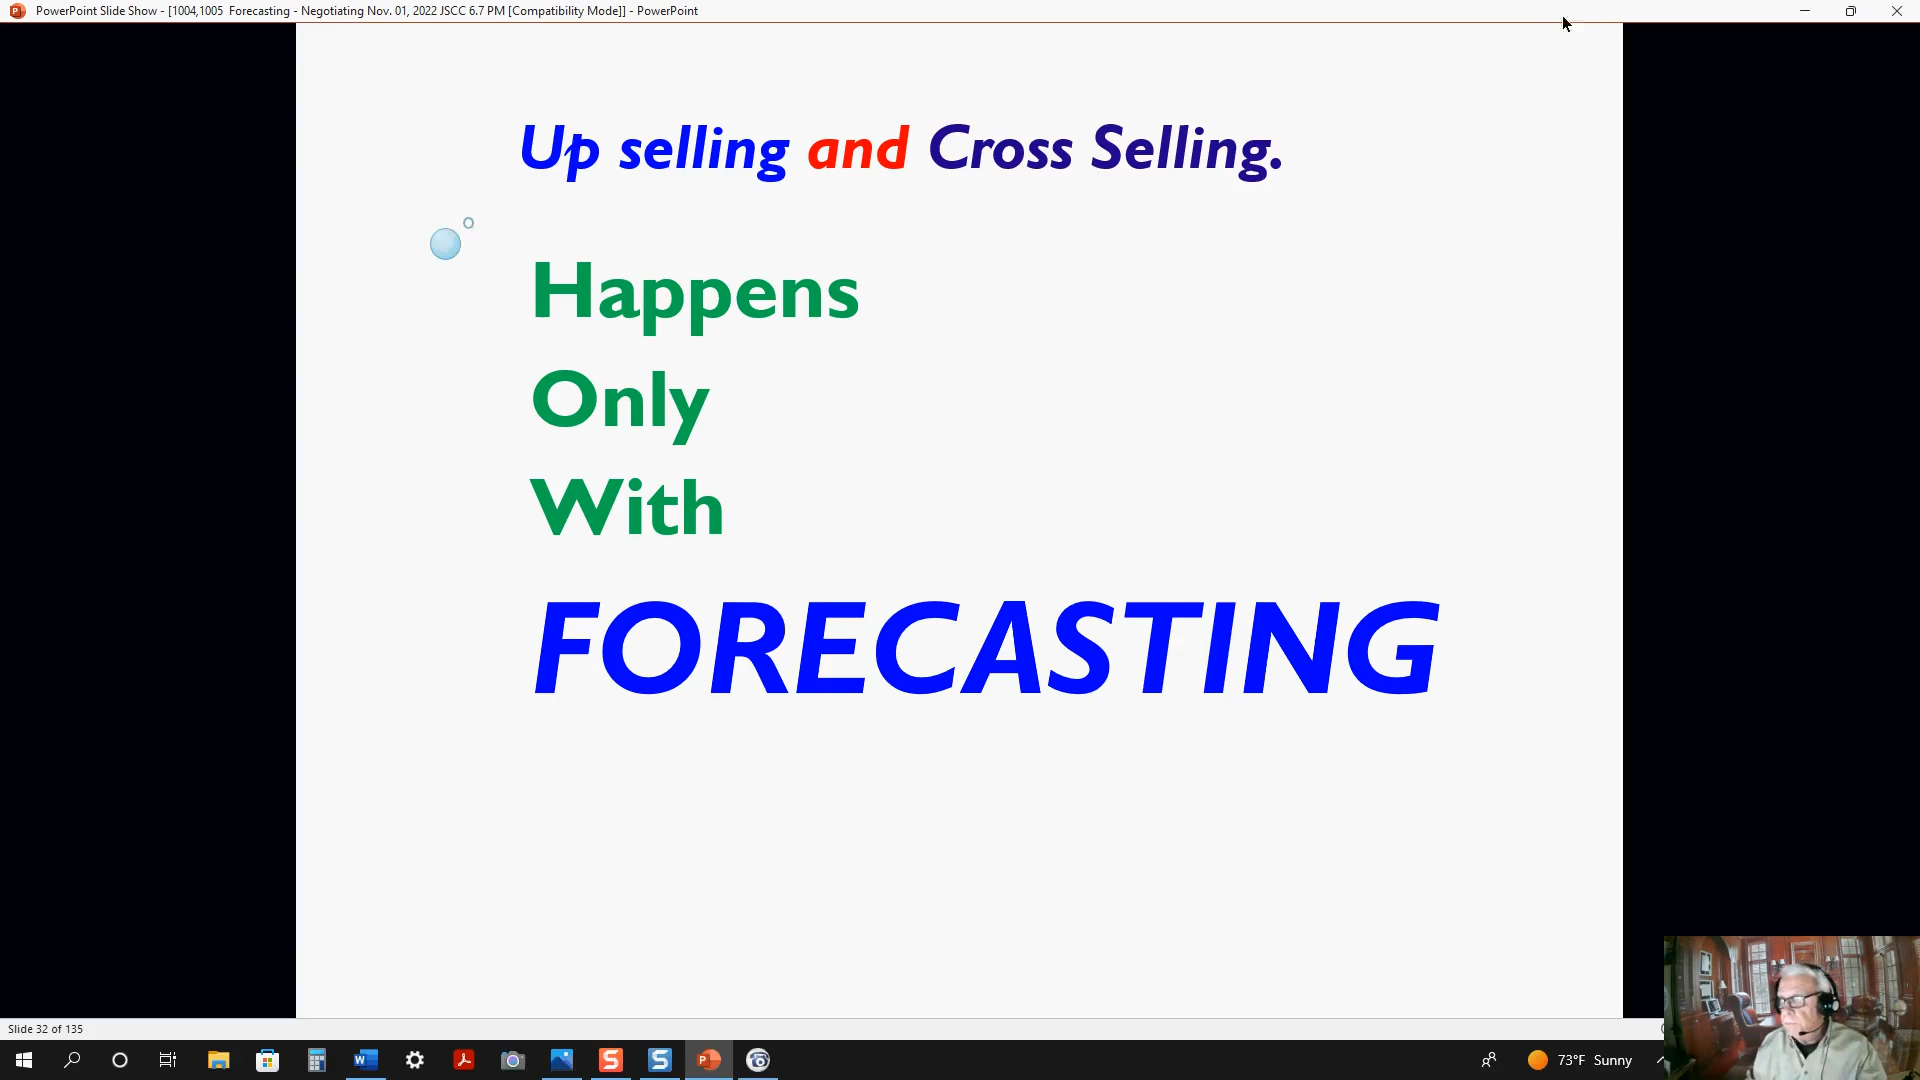 PowerPoint Slide Show - [1004,1005  Forecasting - Negotiating Nov. 01, 2022 JSCC 6.7 PM [Compatibility Mode]] - PowerPoint
Up selling and Cross Selling.
Happens
Only
With
FORECASTING
Slide 32 of 135
73°F Sunny